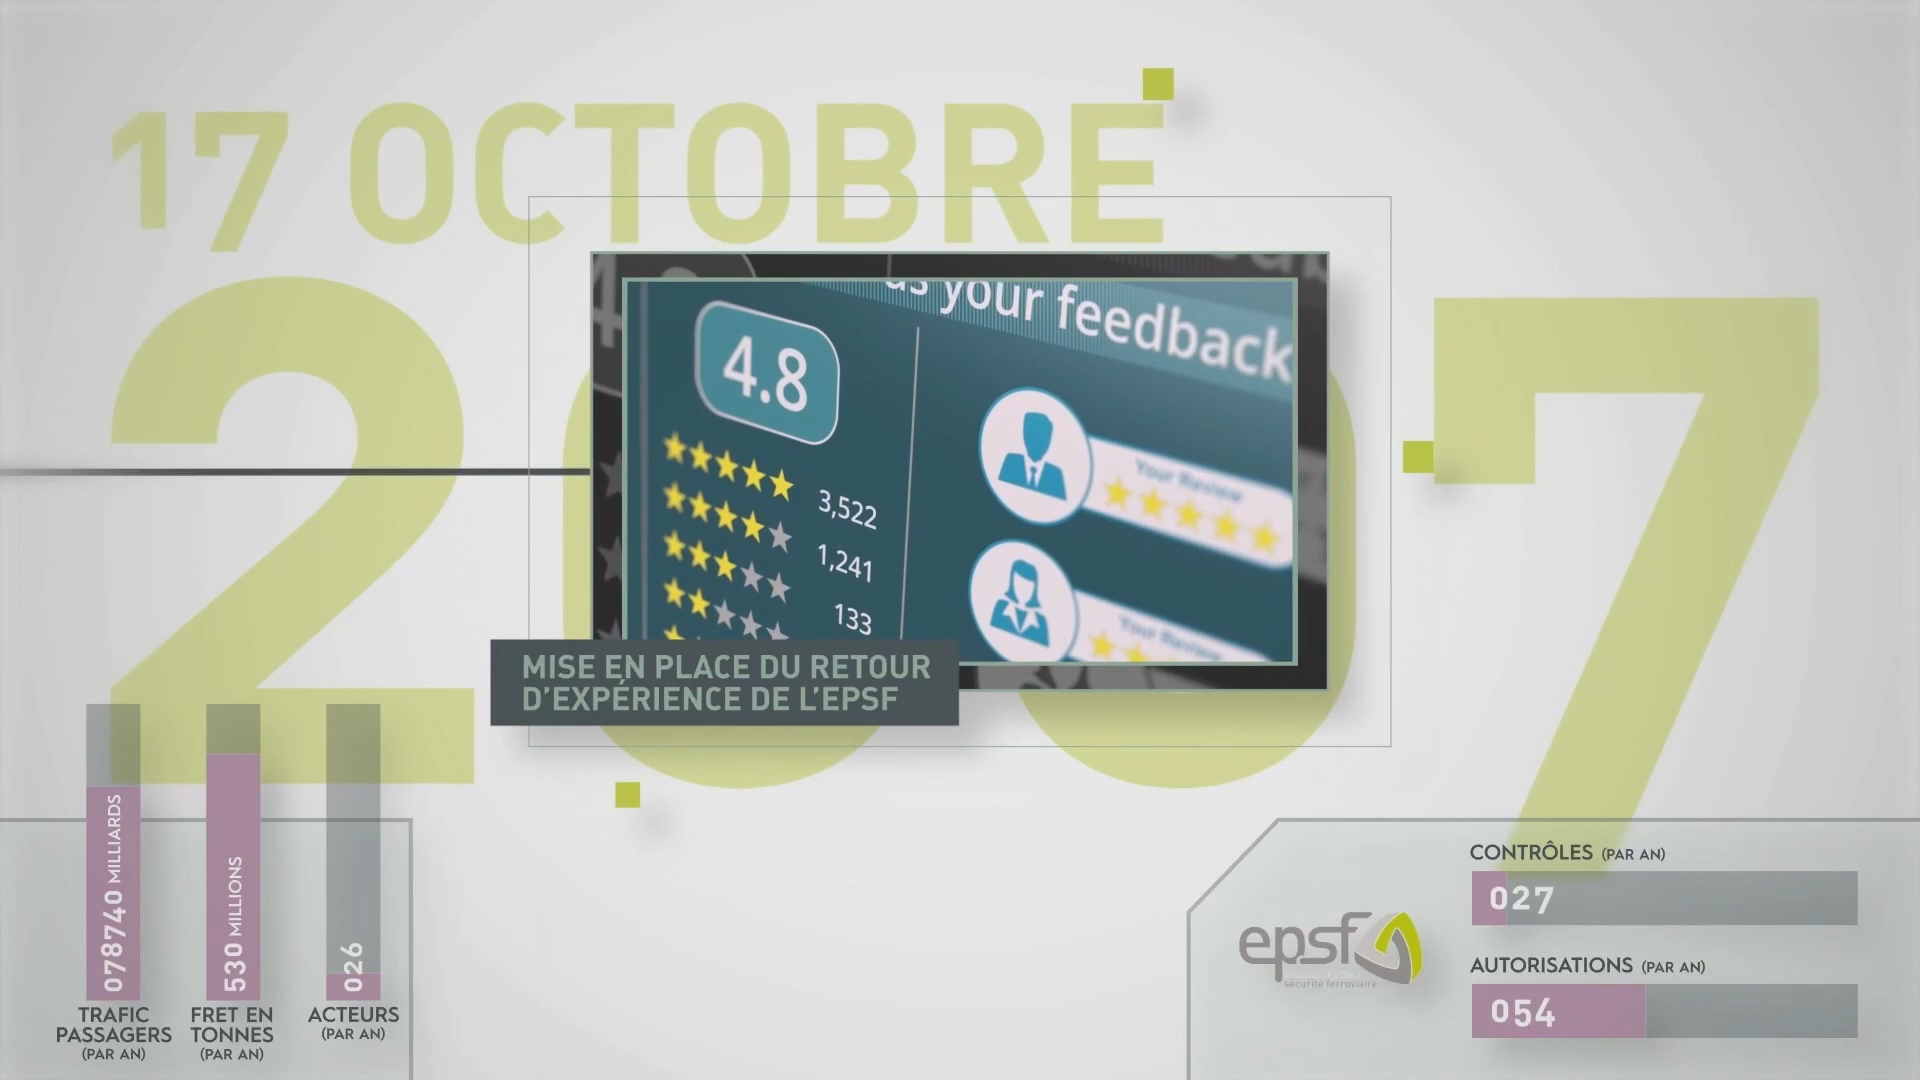 17 OCTOBRE
2007
your feedback
4.8
3,522
1,241
133
Your Review
Your Review
MISE EN PLACE DU RETOUR
D'EXPÉRIENCE DE L'EPSF
078740 MILLIARDS
530 MILLIONS
026
TRAFIC
PASSAGERS
(PAR AN)
FRET EN
TONNES
(PAR AN)
ACTEURS
(PAR AN)
epsf
sécurité ferroviaire
CONTRÔLES (PAR AN)
027
AUTORISATIONS (PAR AN)
054